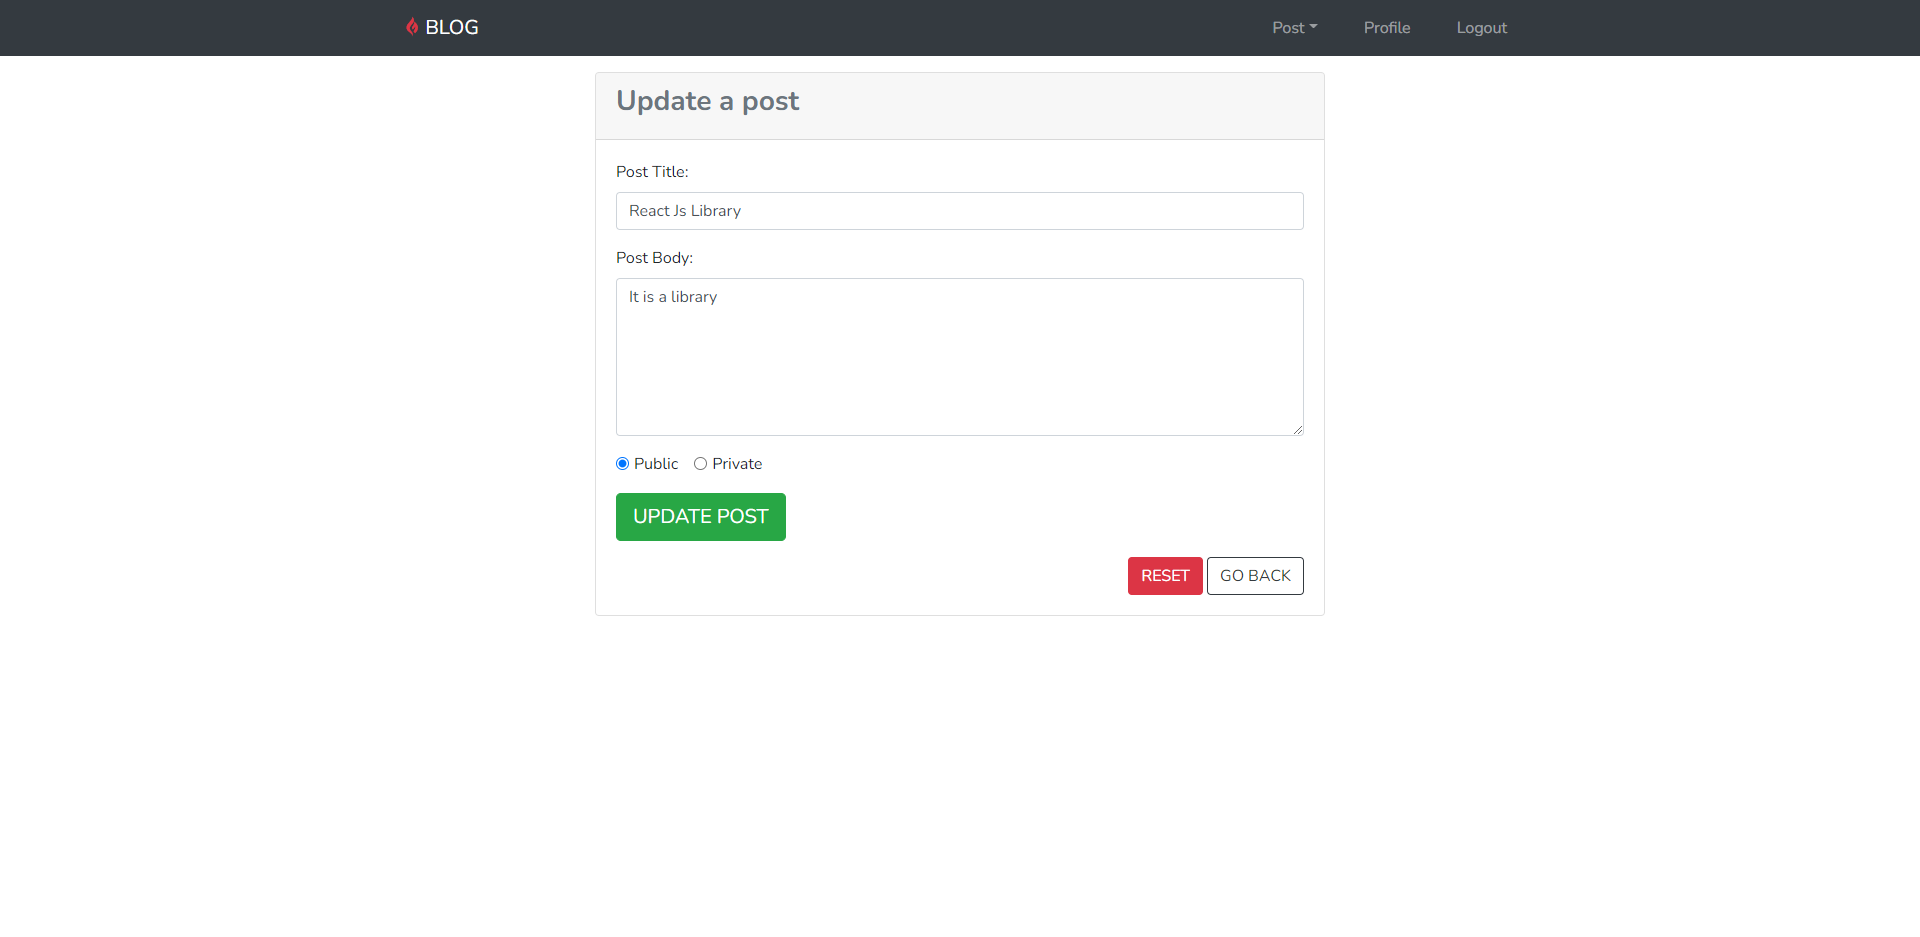 BLOG
Post
Profile
Logout
Update a post
Post Title:
React Js Library
Post Body:
It is a library
Public
Private
UPDATE POST
RESET
GO BACK